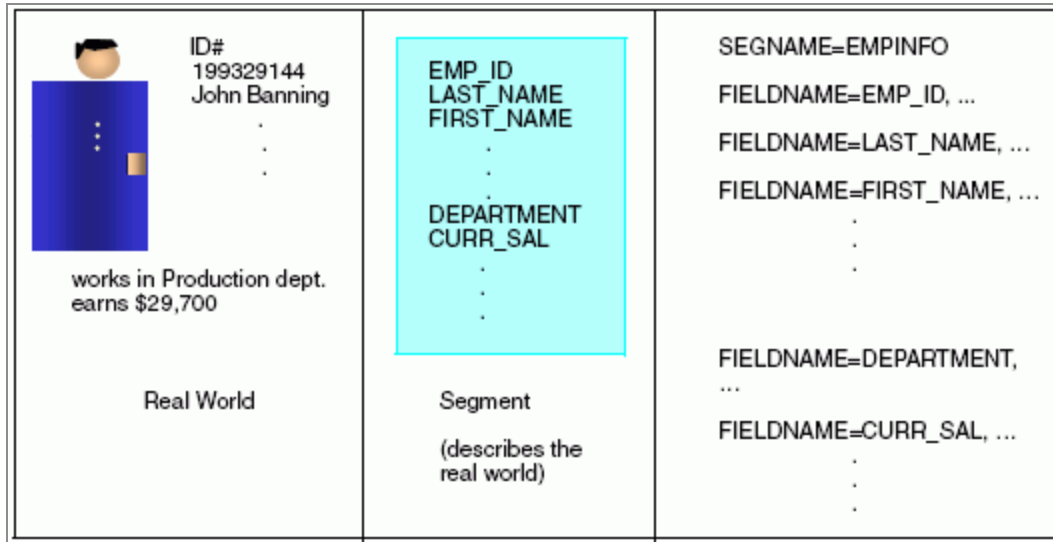 ID#
199329144
John Banning
.
.
.
works in Production dept.
earns $29,700
Real World
EMP_ID
LAST_NAME
FIRST_NAME
.
.
.
DEPARTMENT
CURR_SAL
.
.
.
Segment
(describes the
real world)
SEGNAME=EMPINFO
FIELDNAME=EMP_ID, ...
FIELDNAME=LAST_NAME, ...
FIELDNAME=FIRST_NAME, ...
.
.
.
FIELDNAME=DEPARTMENT,
...
FIELDNAME=CURR_SAL, ...
.
.
.